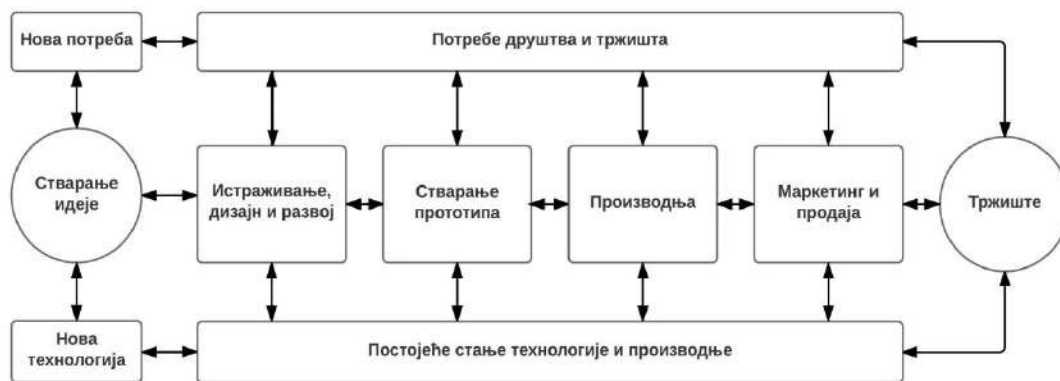 Нова потреба
Потребе друштва и тржишта
Стварање
идеје
Истраживање,
дизајн и развој
Стварање
прототипа
Производња
Маркетинг и
продаја
Тржиште
Нова
технологија
Постојеће стање технологије и производње